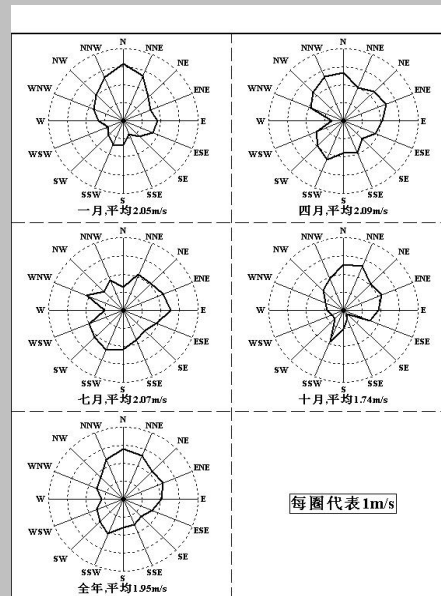 N
NNW NNE
NW NE
WNW ENE
W E
WSW ESE
SW SE
SSW SSE
S
一月,平均2.05m/s
N
NNW NNE
NW NE
WNW ENE
W E
WSW ESE
SW SE
SSW SSE
S
四月,平均2.09m/s
N
NNW NNE
NW NE
WNW ENE
W E
WSW ESE
SW SE
SSW SSE
S
七月,平均2.07m/s
N
NNW NNE
NW NE
WNW ENE
W E
WSW ESE
SW SE
SSW SSE
S
十月,平均1.74m/s
N
NNW NNE
NW NE
WNW ENE
W E
WSW ESE
SW SE
SSW SSE
S
全年,平均1.95m/s
每圈代表1m/s